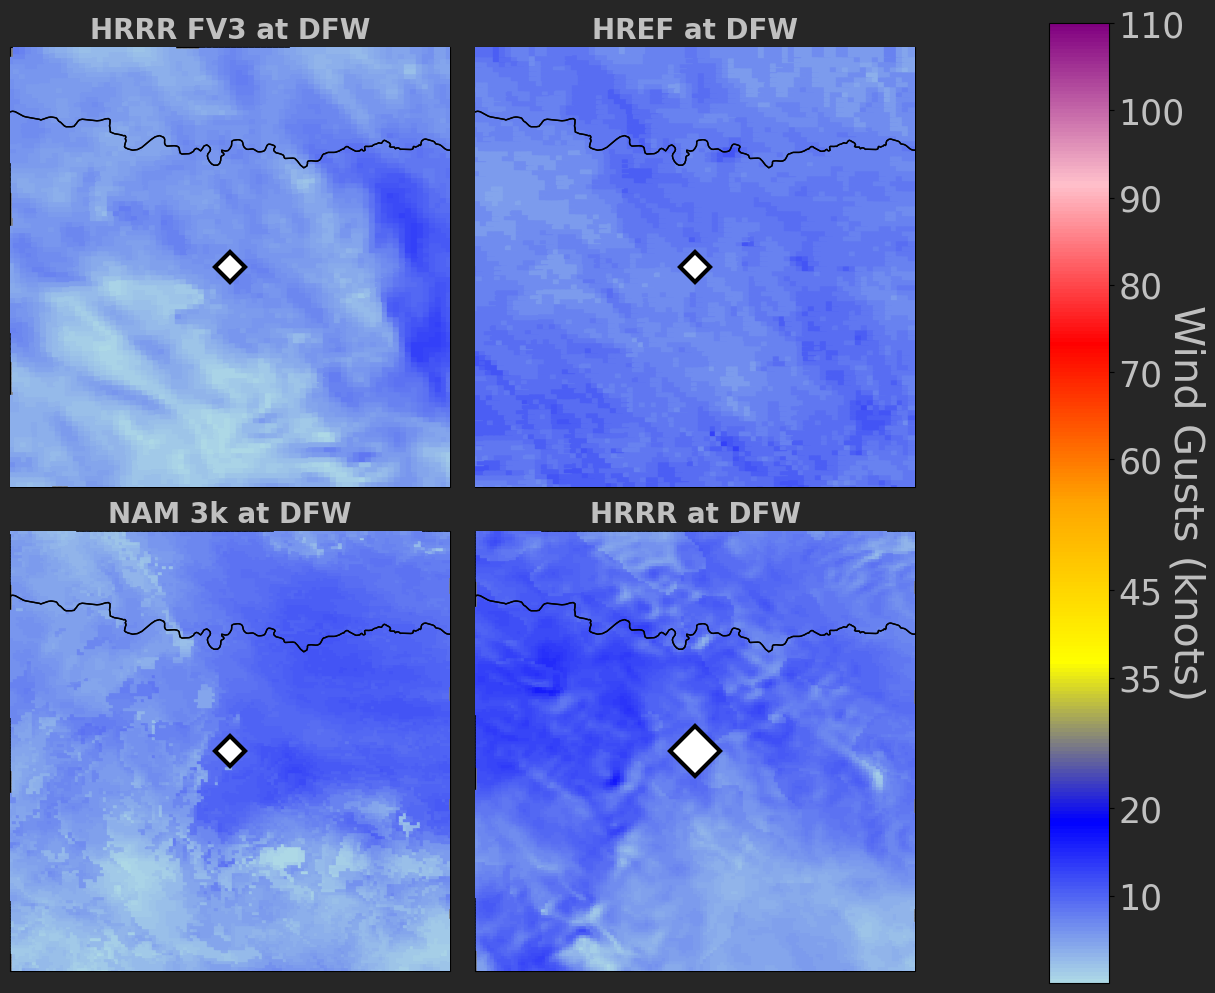 HRRR FV3 at DFW
HREF at DFW
NAM 3k at DFW
HRRR at DFW
110
100
90
80
70
60
45
35
20
10
Wind Gusts (knots)